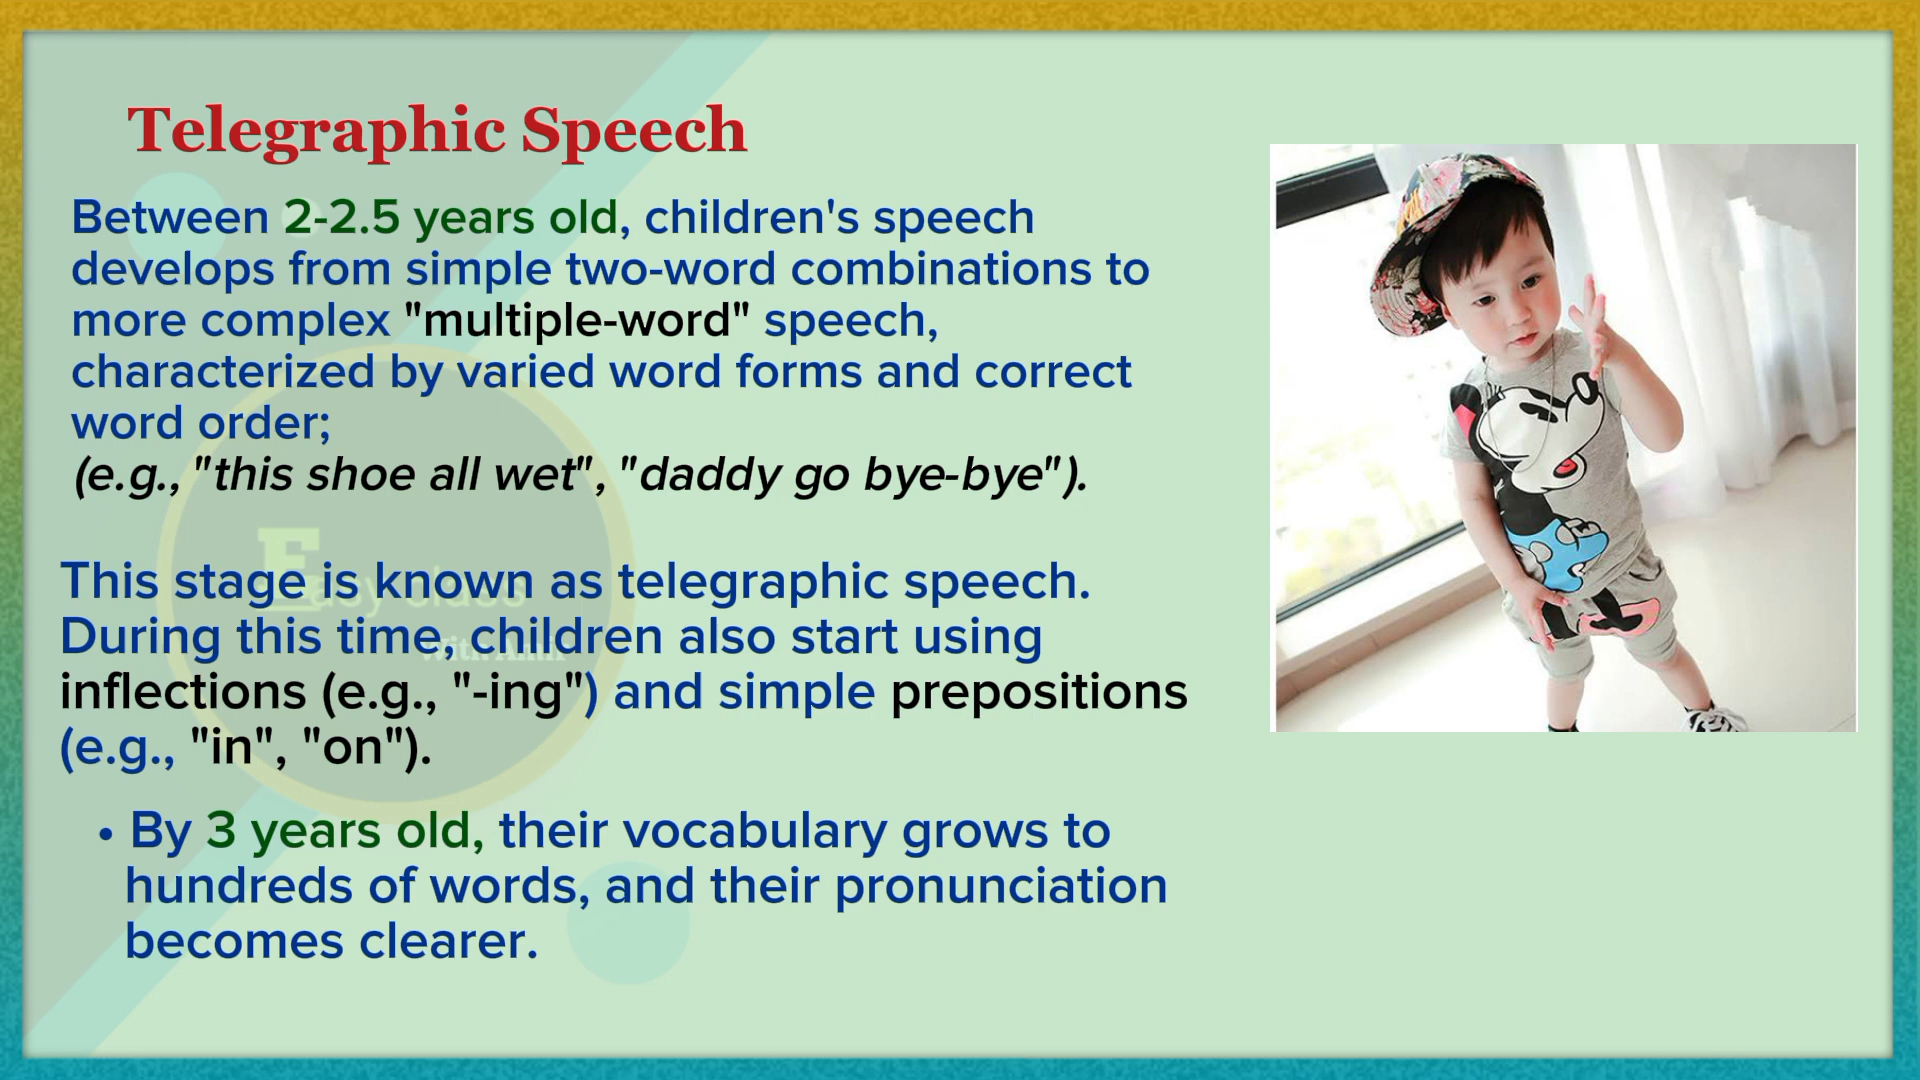 Telegraphic Speech
Between 2-2.5 years old, children's speech
develops from simple two-word combinations to
more complex "multiple-word" speech,
characterized by varied word forms and correct
word order;
(e.g., "this shoe all wet", "daddy go bye-bye").
This stage is known as telegraphic speech.
During this time, children also start using
inflections (e.g., "-ing") and simple prepositions
(e.g., "in", "on").
• By 3 years old, their vocabulary grows to
hundreds of words, and their pronunciation
becomes clearer.
Easy class
With Amir